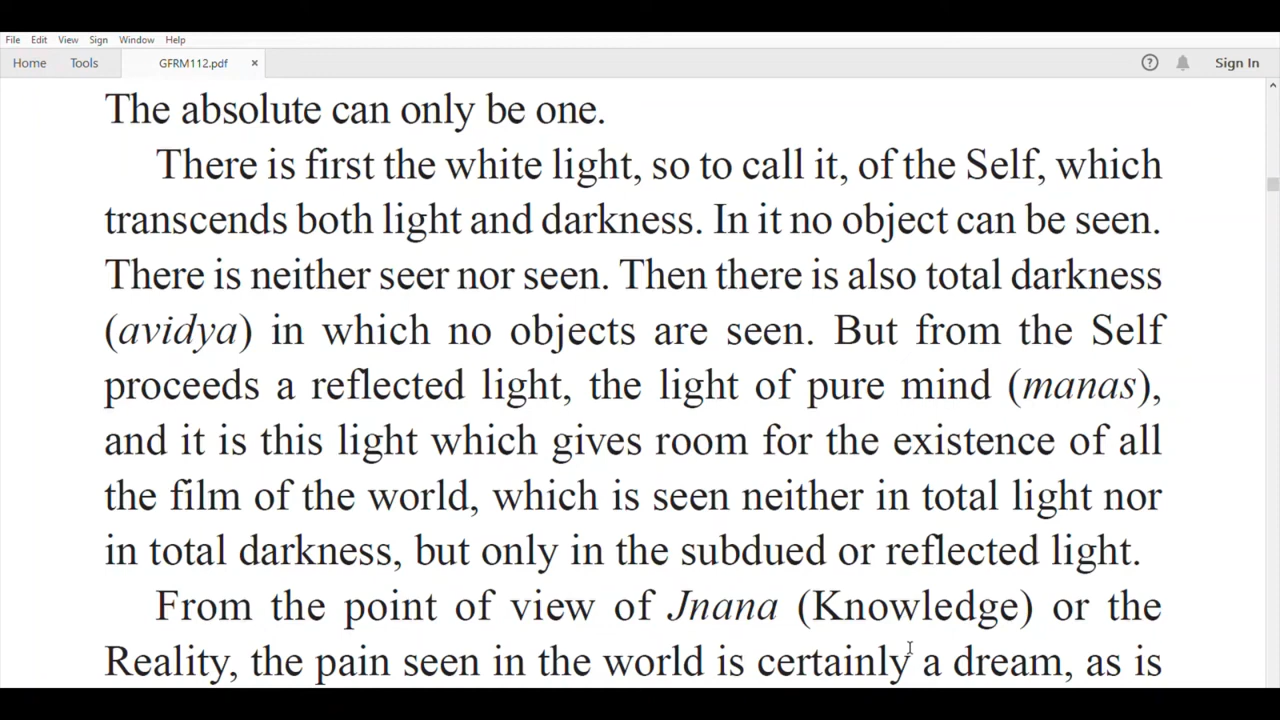 File Edit View Sign Window Help
Home Tools GFRM112.pdf × ? Sign In
The absolute can only be one.
There is first the white light, so to call it, of the Self, which
transcends both light and darkness. In it no object can be seen.
There is neither seer nor seen. Then there is also total darkness
(avidya) in which no objects are seen. But from the Self
proceeds a reflected light, the light of pure mind (manas),
and it is this light which gives room for the existence of all
the film of the world, which is seen neither in total light nor
in total darkness, but only in the subdued or reflected light.
From the point of view of Jnana (Knowledge) or the
Reality, the pain seen in the world is certainly a dream, as is